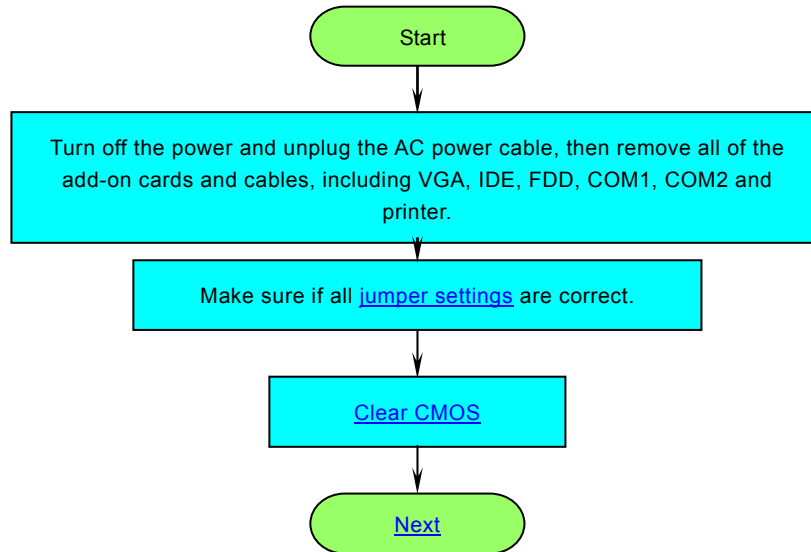 Start
Turn off the power and unplug the AC power cable, then remove all of the
add-on cards and cables, including VGA, IDE, FDD, COM1, COM2 and
printer.
Make sure if all jumper settings are correct.
Clear CMOS
Next